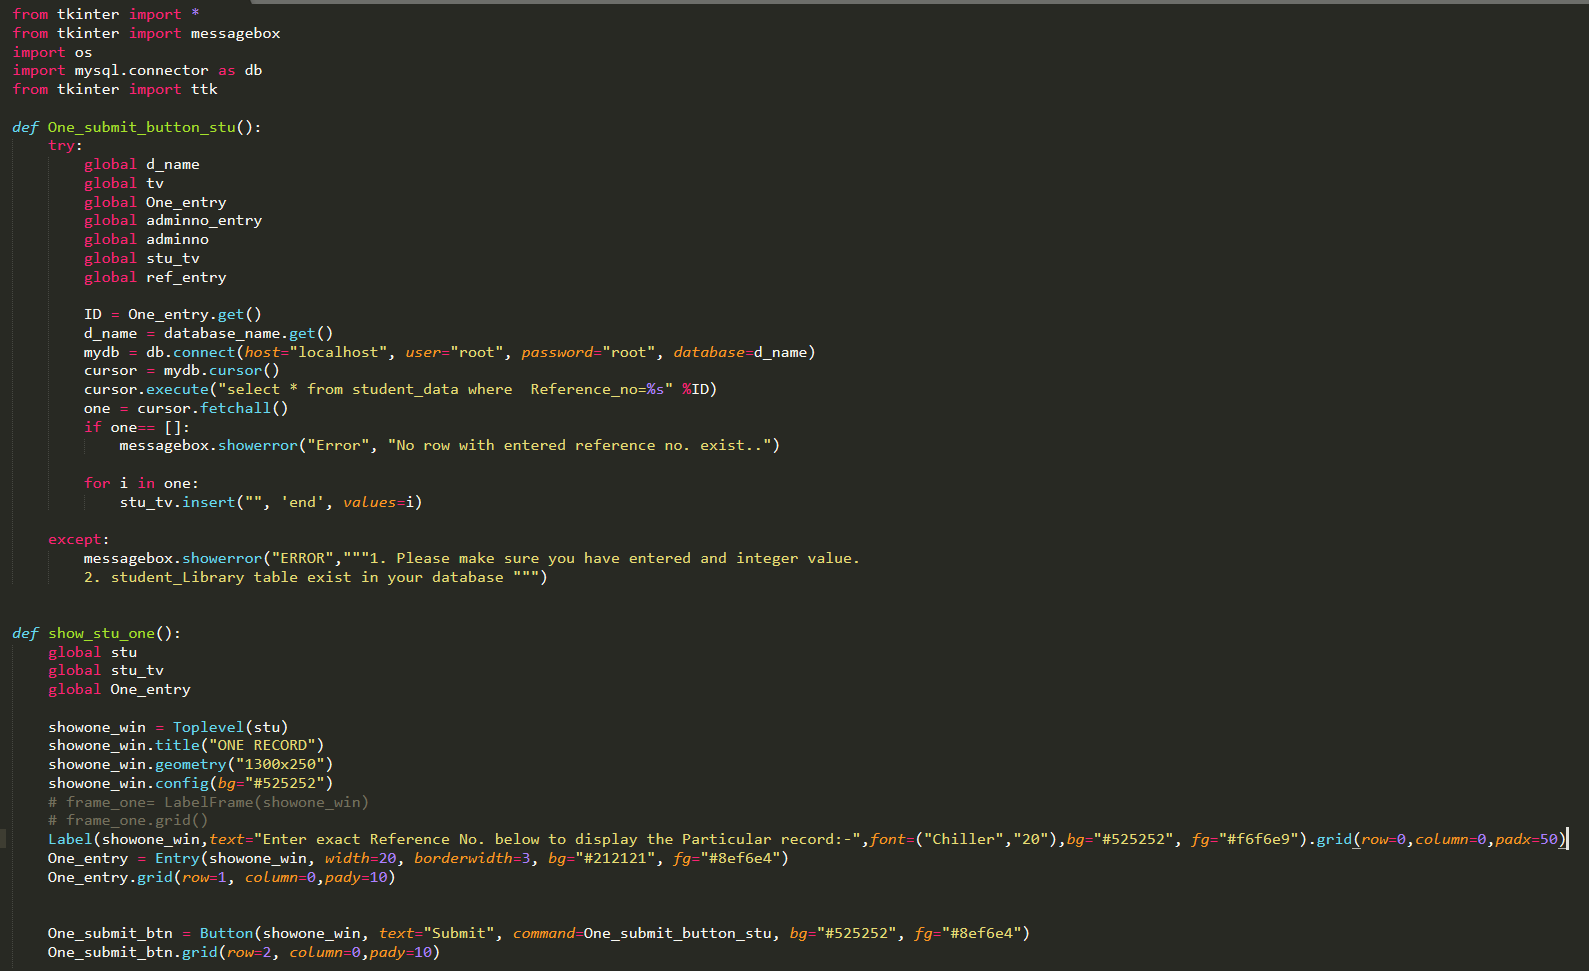 from tkinter import *
from tkinter import messagebox
import os
import mysql.connector as db
from tkinter import ttk

def One_submit_button_stu():
    try:
        global d_name
        global tv
        global One_entry
        global adminno_entry
        global adminno
        global stu_tv
        global ref_entry

        ID = One_entry.get()
        d_name = database_name.get()
        mydb = db.connect(host="localhost", user="root", password="root", database=d_name)
        cursor = mydb.cursor()
        cursor.execute("select * from student_data where  Reference_no=%s" %ID)
        one = cursor.fetchall()
        if one== []:
            messagebox.showerror("Error", "No row with entered reference no. exist..")

        for i in one:
            stu_tv.insert("", 'end', values=i)

    except:
        messagebox.showerror("ERROR","""1. Please make sure you have entered and integer value.
        2. student_Library table exist in your database """)


def show_stu_one():
    global stu
    global stu_tv
    global One_entry

    showone_win = Toplevel(stu)
    showone_win.title("ONE RECORD")
    showone_win.geometry("1300x250")
    showone_win.config(bg="#525252")
    # frame_one= LabelFrame(showone_win)
    # frame_one.grid()
    Label(showone_win,text="Enter exact Reference No. below to display the Particular record:-",font=("Chiller","20"),bg="#525252", fg="#f6f6e9").grid(row=0,column=0,padx=50)
    One_entry = Entry(showone_win, width=20, borderwidth=3, bg="#212121", fg="#8ef6e4")
    One_entry.grid(row=1, column=0,pady=10)


    One_submit_btn = Button(showone_win, text="Submit", command=One_submit_button_stu, bg="#525252", fg="#8ef6e4")
    One_submit_btn.grid(row=2, column=0,pady=10)